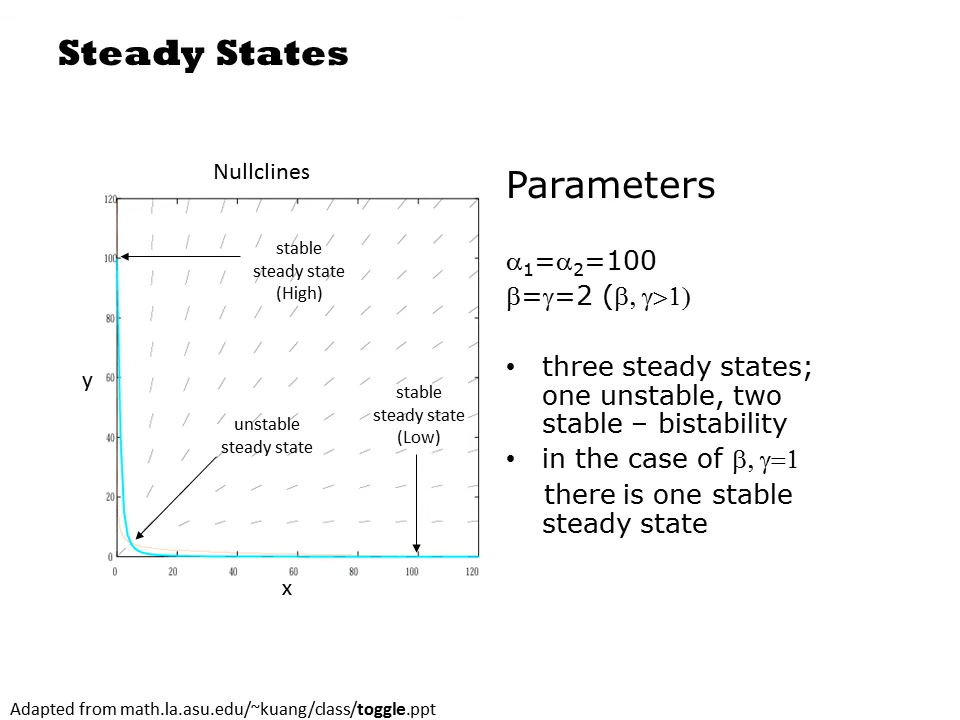 Steady States
Nullclines
Parameters
120
100
80
60
40
20
0
y
stable
steady state
(High)
stable
steady state
(Low)
unstable
steady state
0
20
40
60
80
100
120
x
α₁=α₂=100
β=γ=2 (β, γ>1)
• three steady states;
one unstable, two
stable – bistability
• in the case of β, γ=1
there is one stable
steady state
Adapted from math.la.asu.edu/~kuang/class/toggle.ppt